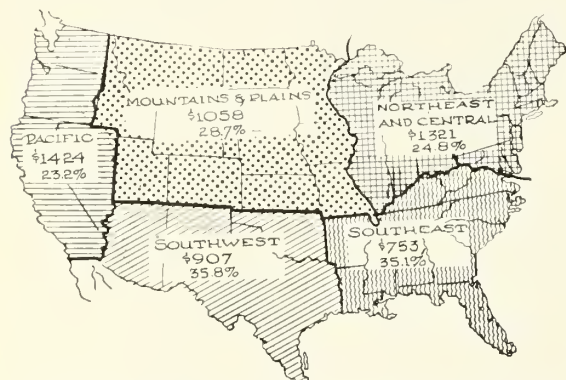 MOUNTAINS & PLAINS
$1058
28.7%
NORTHEAST
AND CENTRAL
$1321
24.8%
PACIFIC
$1424
23.2%
SOUTHWEST
$907
35.8%
SOUTHEAST
$753
35.1%